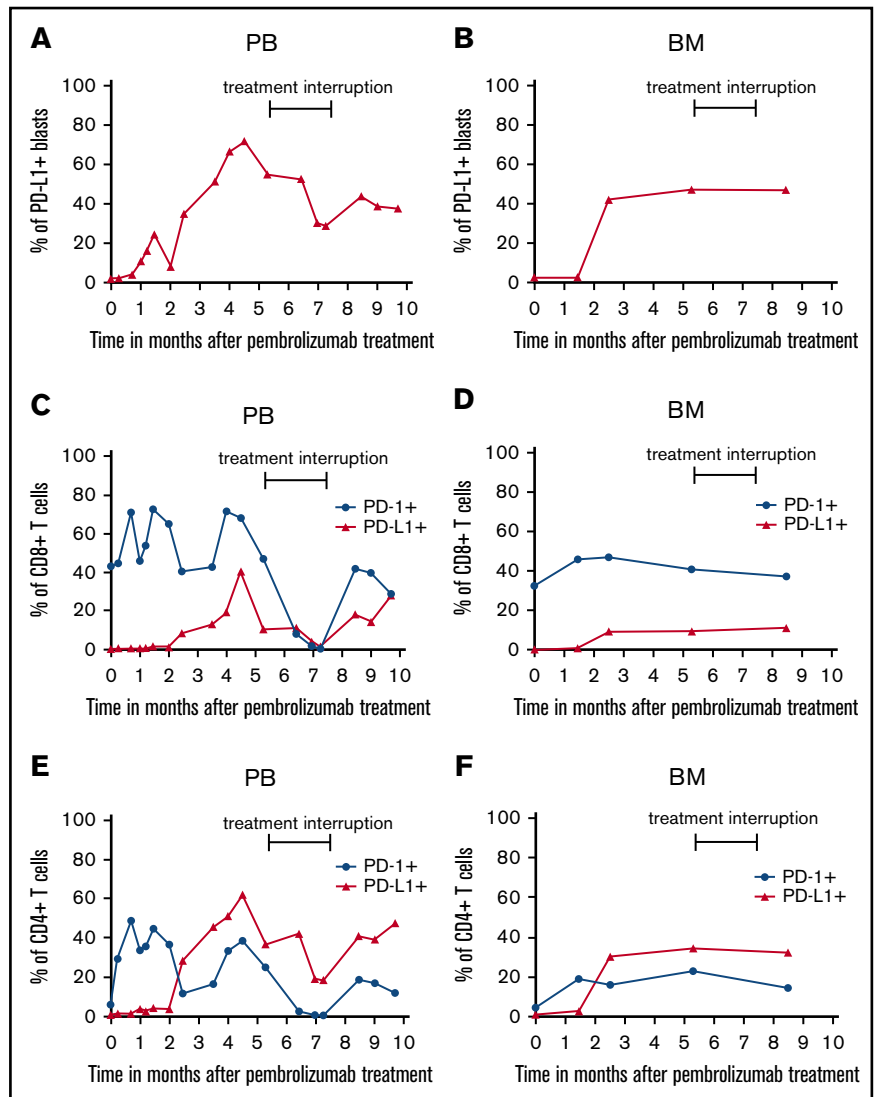 A
PB
treatment interruption
% of PD-L1+ blasts
100
80
60
40
20
0
0 1 2 3 4 5 6 7 8 9 10
Time in months after pembrolizumab treatment
B
BM
treatment interruption
% of PD-L1+ blasts
100
80
60
40
20
0
0 1 2 3 4 5 6 7 8 9 10
Time in months after pembrolizumab treatment
C
PB
treatment interruption
PD-1+
PD-L1+
% of CD8+ T cells
100
80
60
40
20
0
0 1 2 3 4 5 6 7 8 9 10
Time in months after pembrolizumab treatment
D
BM
treatment interruption
PD-1+
PD-L1+
% of CD8+ T cells
100
80
60
40
20
0
0 1 2 3 4 5 6 7 8 9 10
Time in months after pembrolizumab treatment
E
PB
treatment interruption
PD-1+
PD-L1+
% of CD4+ T cells
100
80
60
40
20
0
0 1 2 3 4 5 6 7 8 9 10
Time in months after pembrolizumab treatment
F
BM
treatment interruption
PD-1+
PD-L1+
% of CD4+ T cells
100
80
60
40
20
0
0 1 2 3 4 5 6 7 8 9 10
Time in months after pembrolizumab treatment